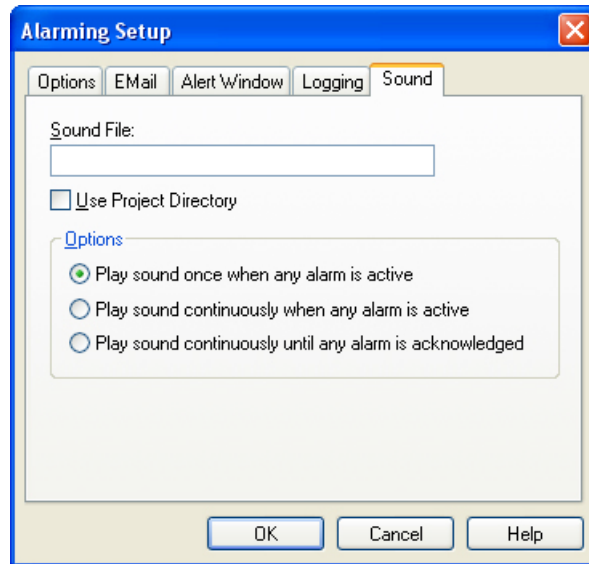 Alarming Setup
Options EMail Alert Window Logging Sound
Sound File:
Use Project Directory
Options
Play sound once when any alarm is active
Play sound continuously when any alarm is active
Play sound continuously until any alarm is acknowledged
OK Cancel Help